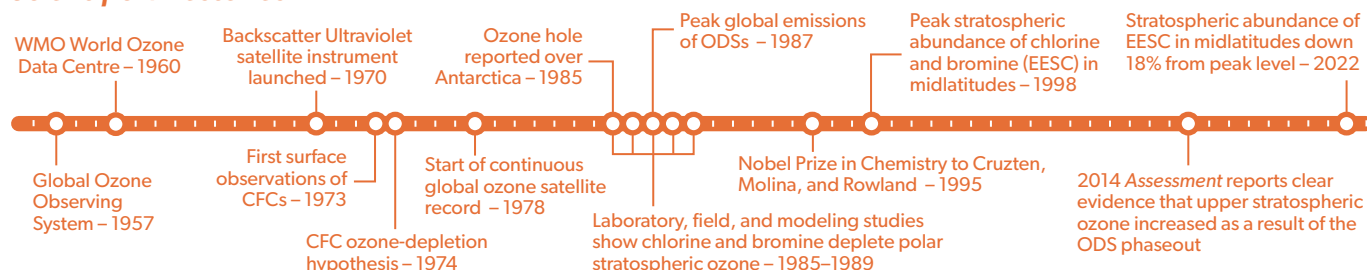 WMO World Ozone
Data Centre – 1960
Backscatter Ultraviolet
satellite instrument
launched – 1970
Ozone hole
reported over
Antarctica – 1985
Peak global emissions
of ODSs – 1987
Peak stratospheric
abundance of chlorine
and bromine (EESC) in
midlatitudes – 1998
Stratospheric abundance of
EESC in midlatitudes down
18% from peak level – 2022
Global Ozone
Observing
System – 1957
First surface
observations of
CFCs – 1973
CFC ozone-depletion
hypothesis – 1974
Start of continuous
global ozone satellite
record – 1978
Laboratory, field, and modeling studies
show chlorine and bromine deplete polar
stratospheric ozone – 1985–1989
Nobel Prize in Chemistry to Cruzten,
Molina, and Rowland – 1995
2014 Assessment reports clear
evidence that upper stratospheric
ozone increased as a result of the
ODS phaseout